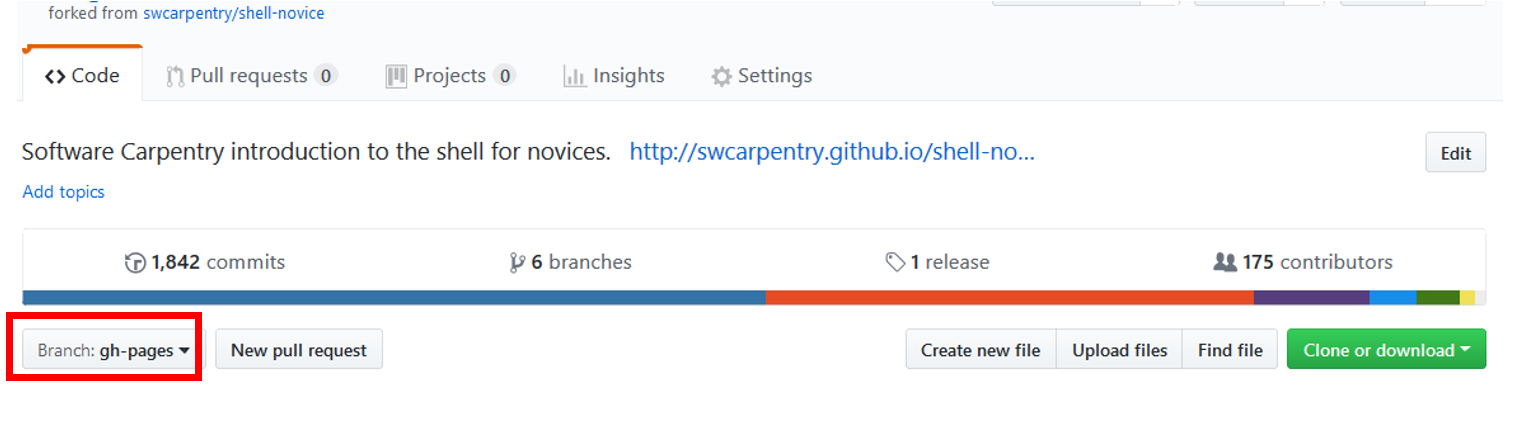 forked from swcarpentry/shell-novice
Code Pull requests 0 Projects 0 Insights Settings
Software Carpentry introduction to the shell for novices. http://swcarpentry.github.io/shell-no...
Edit
Add topics
1,842 commits 6 branches 1 release 175 contributors
Branch: gh-pages New pull request Create new file Upload files Find file Clone or download